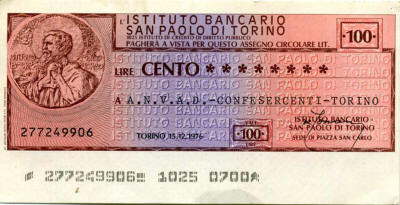 L'ISTITUTO BANCARIO
SAN PAOLO DI TORINO
PAGHERÀ A VISTA PER QUESTO ASSEGNO CIRCOLARE LIT.
-100-
LIRE CENTO ********
A A.N.V.A.D.-CONFESERCENTI-TORINO
277249906
TORINO 15.12.1976
-100-
ISTITUTO BANCARIO
SAN PAOLO DI TORINO
SEDE DI PIAZZA SAN CARLO
277249906 1025 0700